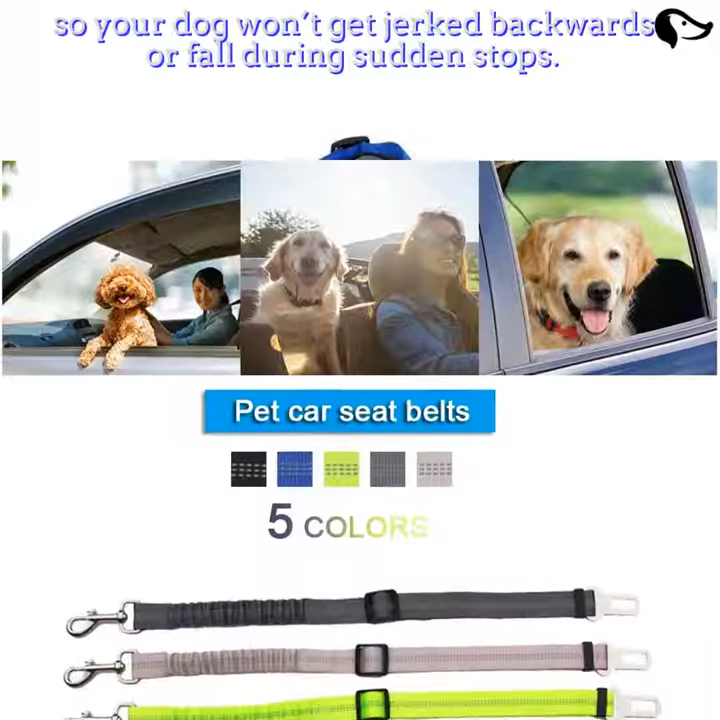 so your dog won't get jerked backwards
or fall during sudden stops.
Pet car seat belts
5 COLORS